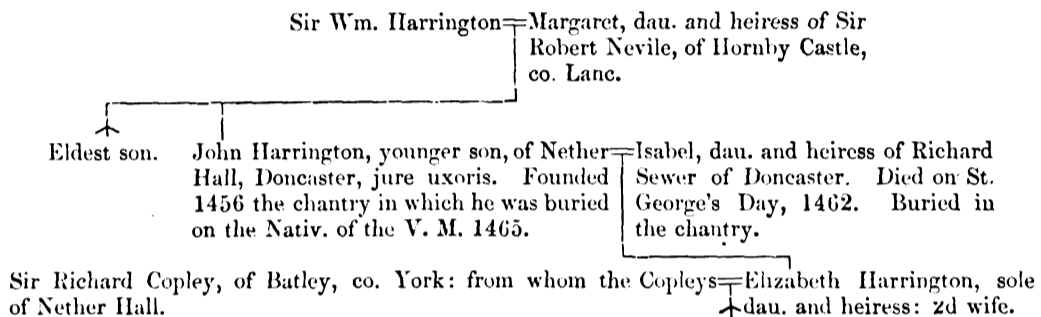 Sir Wm. Harrington=Margaret, dau. and heiress of Sir
Robert Nevile, of Hornby Castle,
co. Lanc.
Eldest son.
John Harrington, younger son, of Nether
Hall, Doncaster, jure uxoris. Founded
1456 the chantry in which he was buried
on the Nativ. of the V. M. 1465.
=Isabel, dau. and heiress of Richard
Sewer of Doncaster. Died on St.
George's Day, 1462. Buried in
the chantry.
Sir Richard Copley, of Batley, co. York: from whom the Copleys
of Nether Hall.
=Elizabeth Harrington, sole
dau. and heiress: 2d wife.